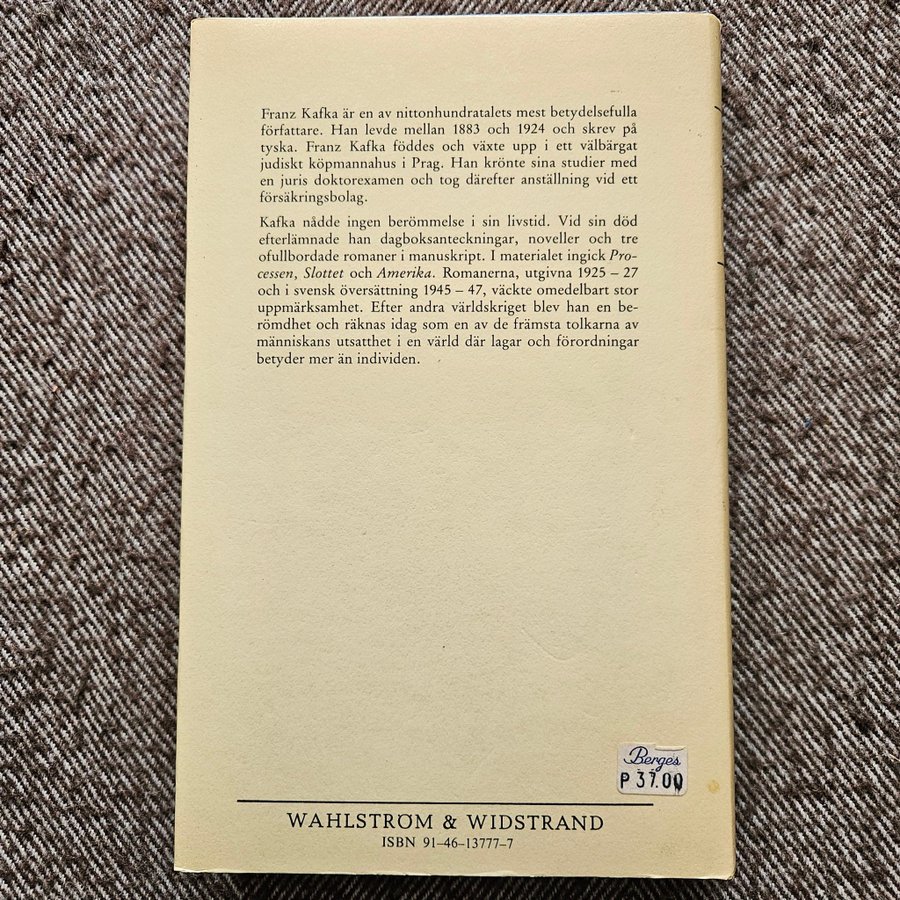 Franz Kafka är en av nittonhundratalets mest betydelsefulla
författare. Han levde mellan 1883 och 1924 och skrev på
tyska. Franz Kafka föddes och växte upp i ett välbärgat
judiskt köpmannahus i Prag. Han krönte sina studier med
en juris doktorexamen och tog därefter anställning vid ett
försäkringsbolag.
Kafka nådde ingen berömmelse i sin livstid. Vid sin död
efterlämnade han dagboksanteckningar, noveller och tre
ofullbordade romaner i manuskript. I materialet ingick Pro-
cessen, Slottet och Amerika. Romanerna, utgivna 1925 – 27
och i svensk översättning 1945 – 47, väckte omedelbart stor
uppmärksamhet. Efter andra världskriget blev han en be-
römdhet och räknas idag som en av de främsta tolkarna av
människans utsatthet i en värld där lagar och förordningar
betyder mer än individen.
Berges
P 37.00
WAHLSTRÖM & WIDSTRAND
ISBN 91–46–13777–7